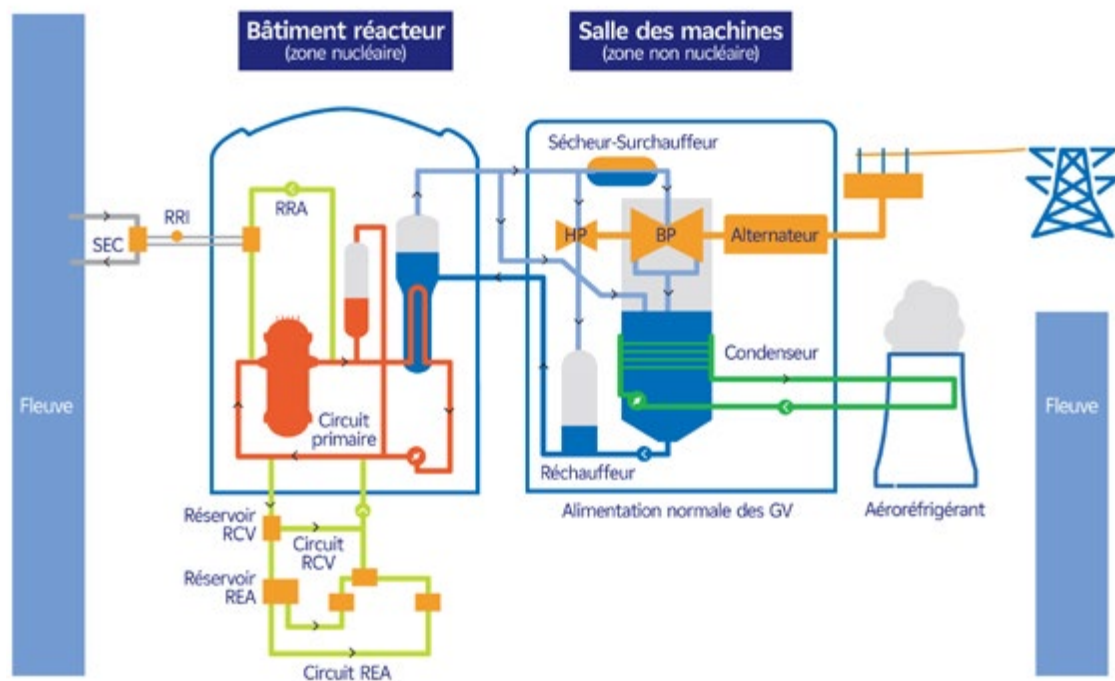 Bâtiment réacteur
(zone nucléaire)
Salle des machines
(zone non nucléaire)
Sécheur-Surchauffeur
RRI
RRA
SEC
HP
BP
Alternateur
Condenseur
Fleuve
Circuit
primaire
Fleuve
Réchauffeur
Alimentation normale des GV
Aéroréfrigérant
Réservoir
RCV
Circuit
RCV
Réservoir
REA
Circuit REA